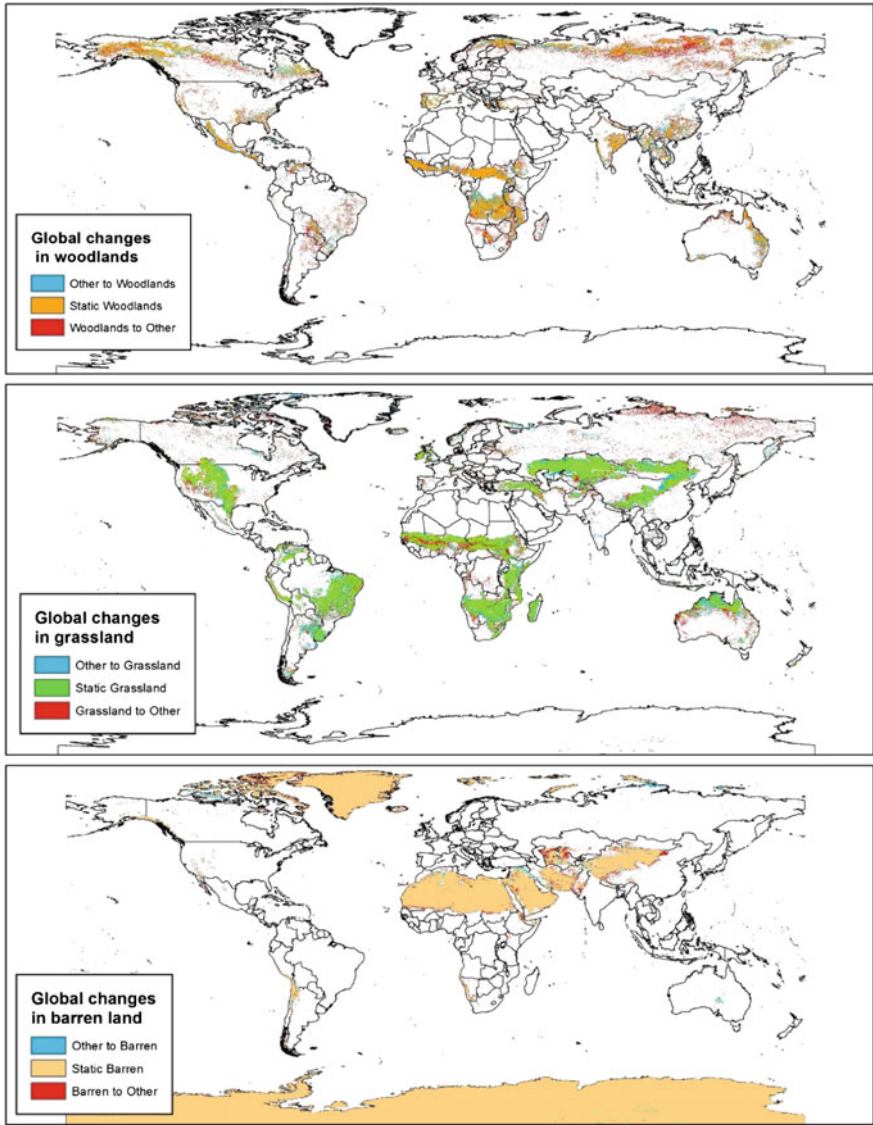 Global changes
in woodlands
Other to Woodlands
Static Woodlands
Woodlands to Other
Global changes
in grassland
Other to Grassland
Static Grassland
Grassland to Other
Global changes
in barren land
Other to Barren
Static Barren
Barren to Other